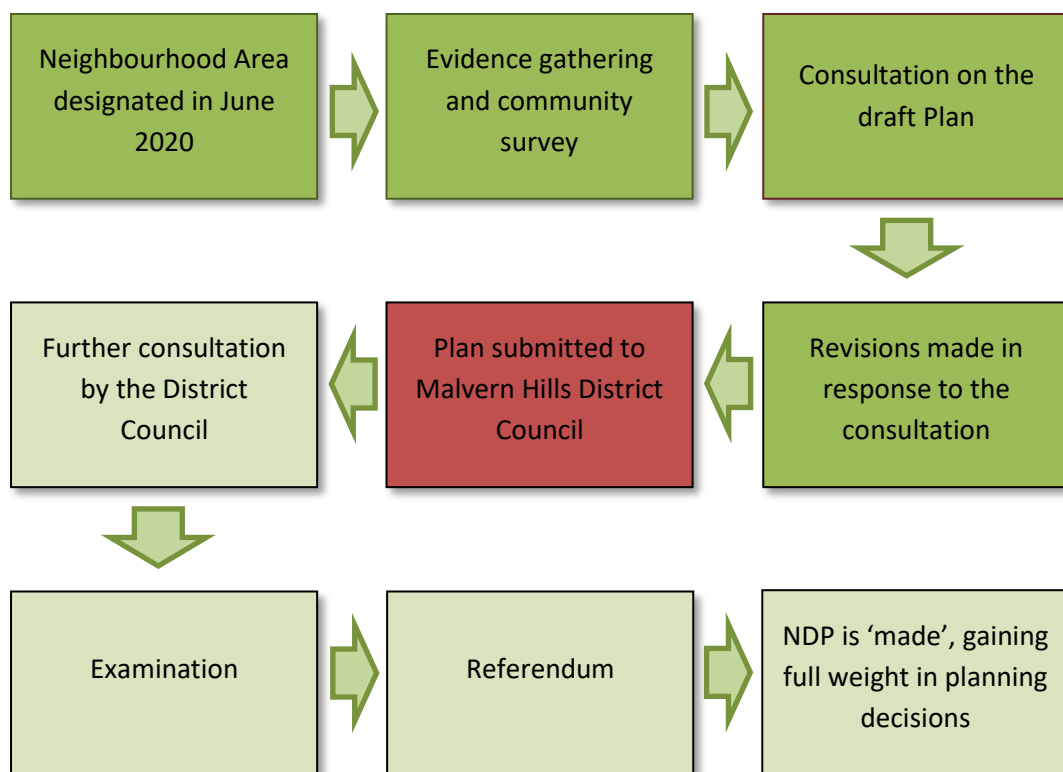 Neighbourhood Area
designated in June
2020
Evidence gathering
and community
survey
Consultation on the
draft Plan
Revisions made in
response to the
consultation
Plan submitted to
Malvern Hills District
Council
Further consultation
by the District
Council
Examination
Referendum
NDP is ‘made’, gaining
full weight in planning
decisions